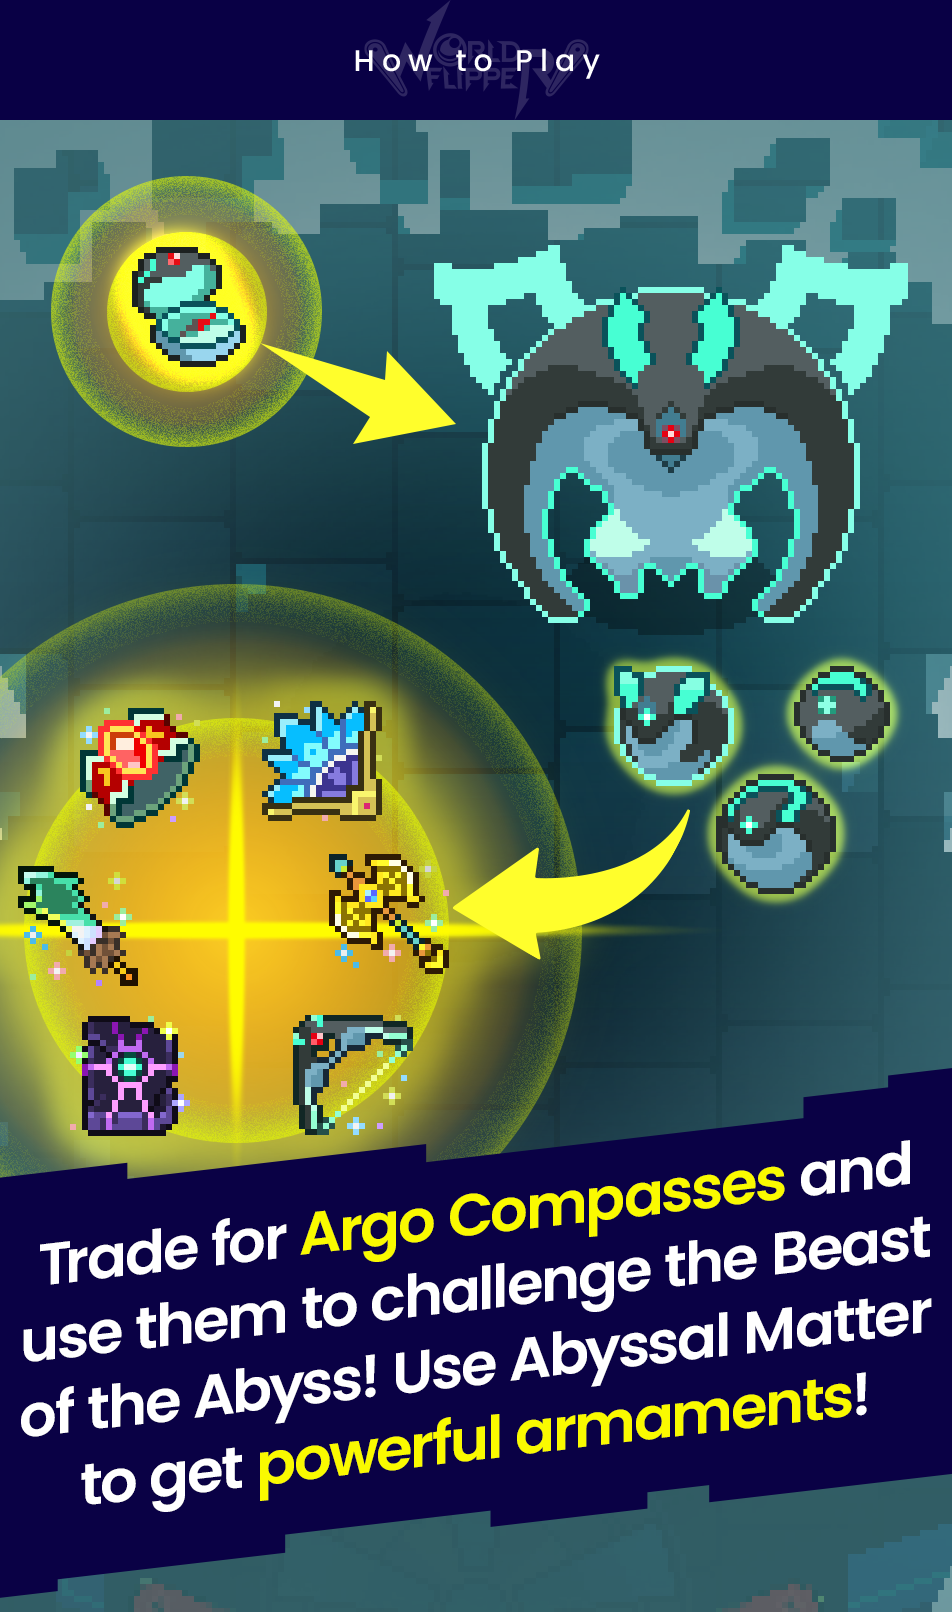 WORLD
FLIPPER
How to Play
Trade for Argo Compasses and
use them to challenge the Beast
of the Abyss! Use Abyssal Matter
to get powerful armaments!